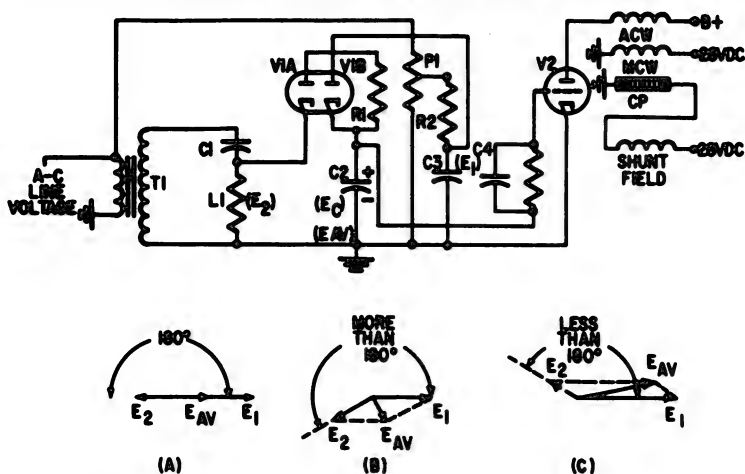 ACW
B+
V1A
V1B
P1
V2
MCW
28VDC
CP
R1
R2
C1
C2
+
-
C3
(E1)
C4
A-C
LINE
VOLTAGE
T1
L1
(E2)
(EC)
(EAV)
SHUNT
FIELD
28VDC
180°
E2
EAV
E1
(A)
MORE
THAN
180°
E2
EAV
E1
(B)
LESS
THAN
180°
E2
EAV
E1
(C)